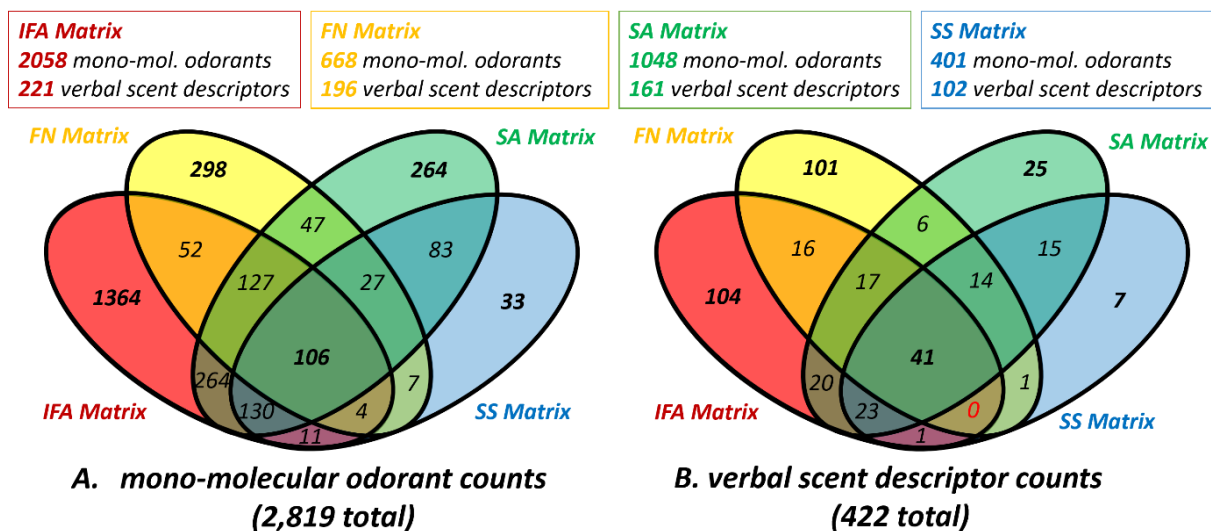 IFA Matrix
2058 mono-mol. odorants
221 verbal scent descriptors
FN Matrix
668 mono-mol. odorants
196 verbal scent descriptors
SA Matrix
1048 mono-mol. odorants
161 verbal scent descriptors
SS Matrix
401 mono-mol. odorants
102 verbal scent descriptors
FN Matrix
SA Matrix
298
264
47
52
83
127
27
1364
33
106
264
7
130
4
11
IFA Matrix
SS Matrix
A. mono-molecular odorant counts
(2,819 total)
FN Matrix
SA Matrix
101
25
6
16
15
17
14
104
7
41
20
1
23
0
1
IFA Matrix
SS Matrix
B. verbal scent descriptor counts
(422 total)